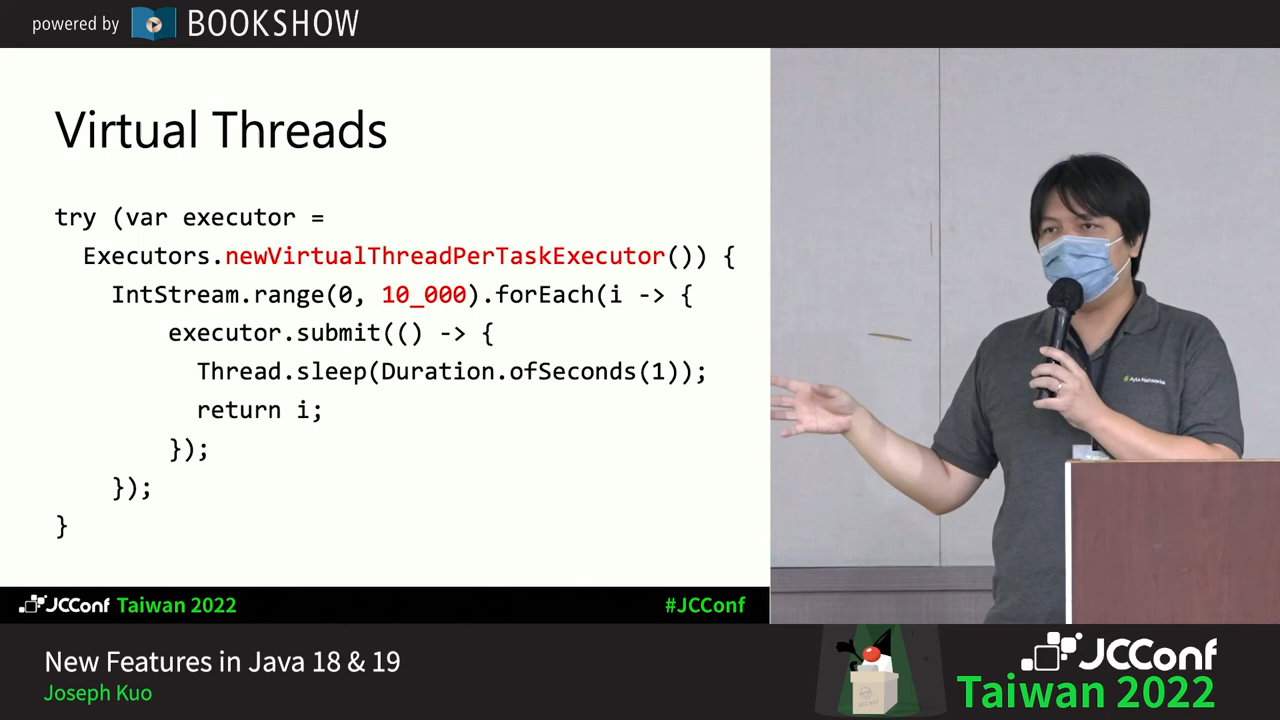 powered by BOOKSHOW
Virtual Threads
try (var executor =
Executors.newVirtualThreadPerTaskExecutor()) {
IntStream.range(0, 10_000).forEach(i -> {
executor.submit(() -> {
Thread.sleep(Duration.ofSeconds(1));
return i;
});
});
}
JCConf Taiwan 2022
#JCConf
New Features in Java 18 & 19
Joseph Kuo
JCConf
Taiwan 2022